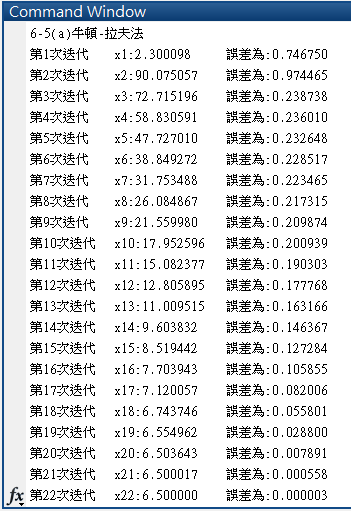 Command Window
6-5(a)牛頓-拉夫法
第1次迭代 x1:2.300098 誤差為:0.746750
第2次迭代 x2:90.075057 誤差為:0.974465
第3次迭代 x3:72.715196 誤差為:0.238738
第4次迭代 x4:58.830591 誤差為:0.236010
第5次迭代 x5:47.727010 誤差為:0.232648
第6次迭代 x6:38.849272 誤差為:0.228517
第7次迭代 x7:31.753488 誤差為:0.223465
第8次迭代 x8:26.084867 誤差為:0.217315
第9次迭代 x9:21.559980 誤差為:0.209874
第10次迭代 x10:17.952596 誤差為:0.200939
第11次迭代 x11:15.082377 誤差為:0.190303
第12次迭代 x12:12.805895 誤差為:0.177768
第13次迭代 x13:11.009515 誤差為:0.163166
第14次迭代 x14:9.603832 誤差為:0.146367
第15次迭代 x15:8.519442 誤差為:0.127284
第16次迭代 x16:7.703943 誤差為:0.105855
第17次迭代 x17:7.120057 誤差為:0.082006
第18次迭代 x18:6.743746 誤差為:0.055801
第19次迭代 x19:6.554962 誤差為:0.028800
第20次迭代 x20:6.503643 誤差為:0.007891
第21次迭代 x21:6.500017 誤差為:0.000558
fx 第22次迭代 x22:6.500000 誤差為:0.000003